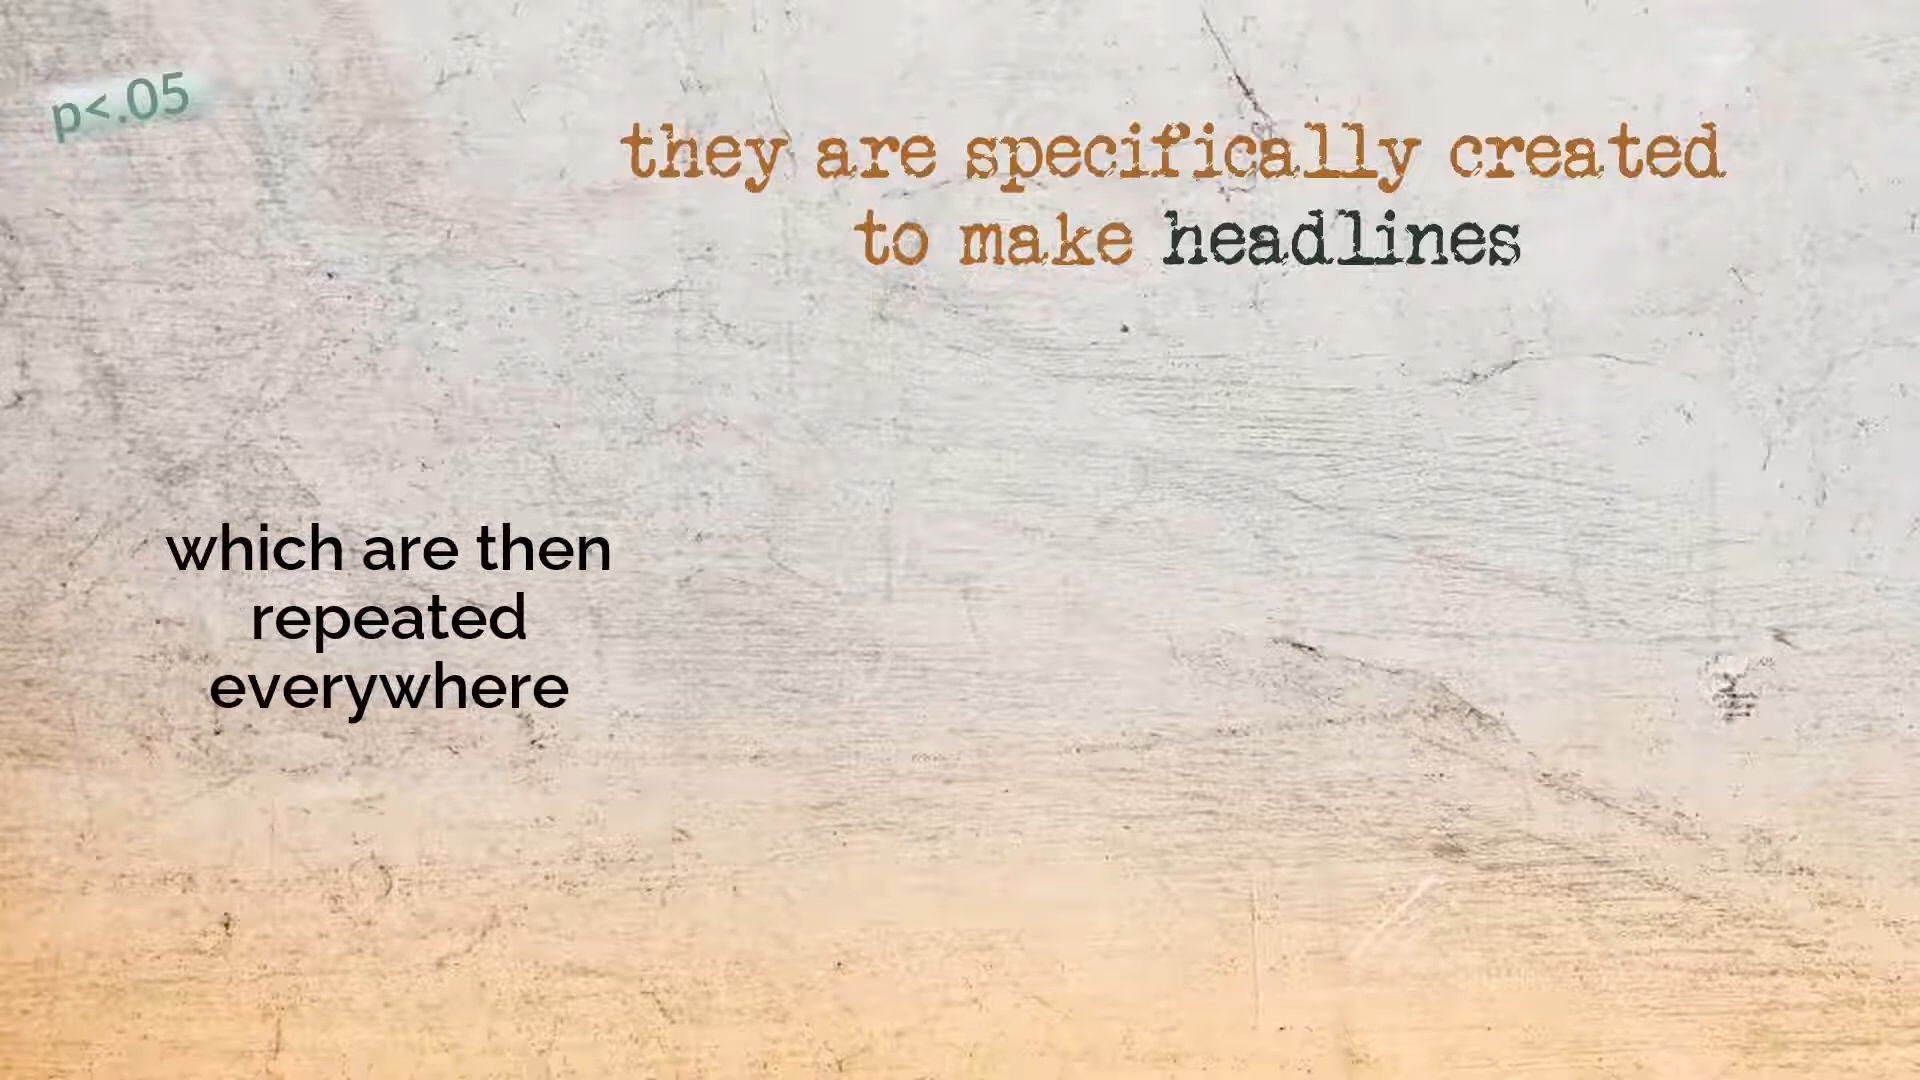 p<.05
they are specifically created
to make headlines
which are then
repeated
everywhere